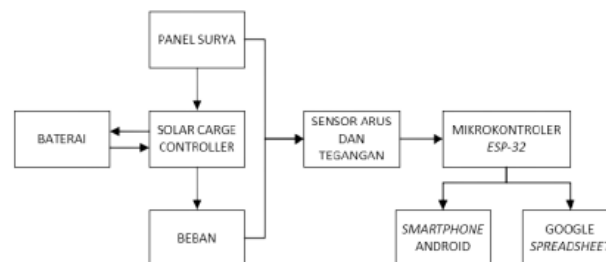 PANEL SURYA
BATERAI
SOLAR CARGE
CONTROLLER
SENSOR ARUS
DAN
TEGANGAN
MIKROKONTROLER
ESP-32
BEBAN
SMARTPHONE
ANDROID
GOOGLE
SPREADSHEET